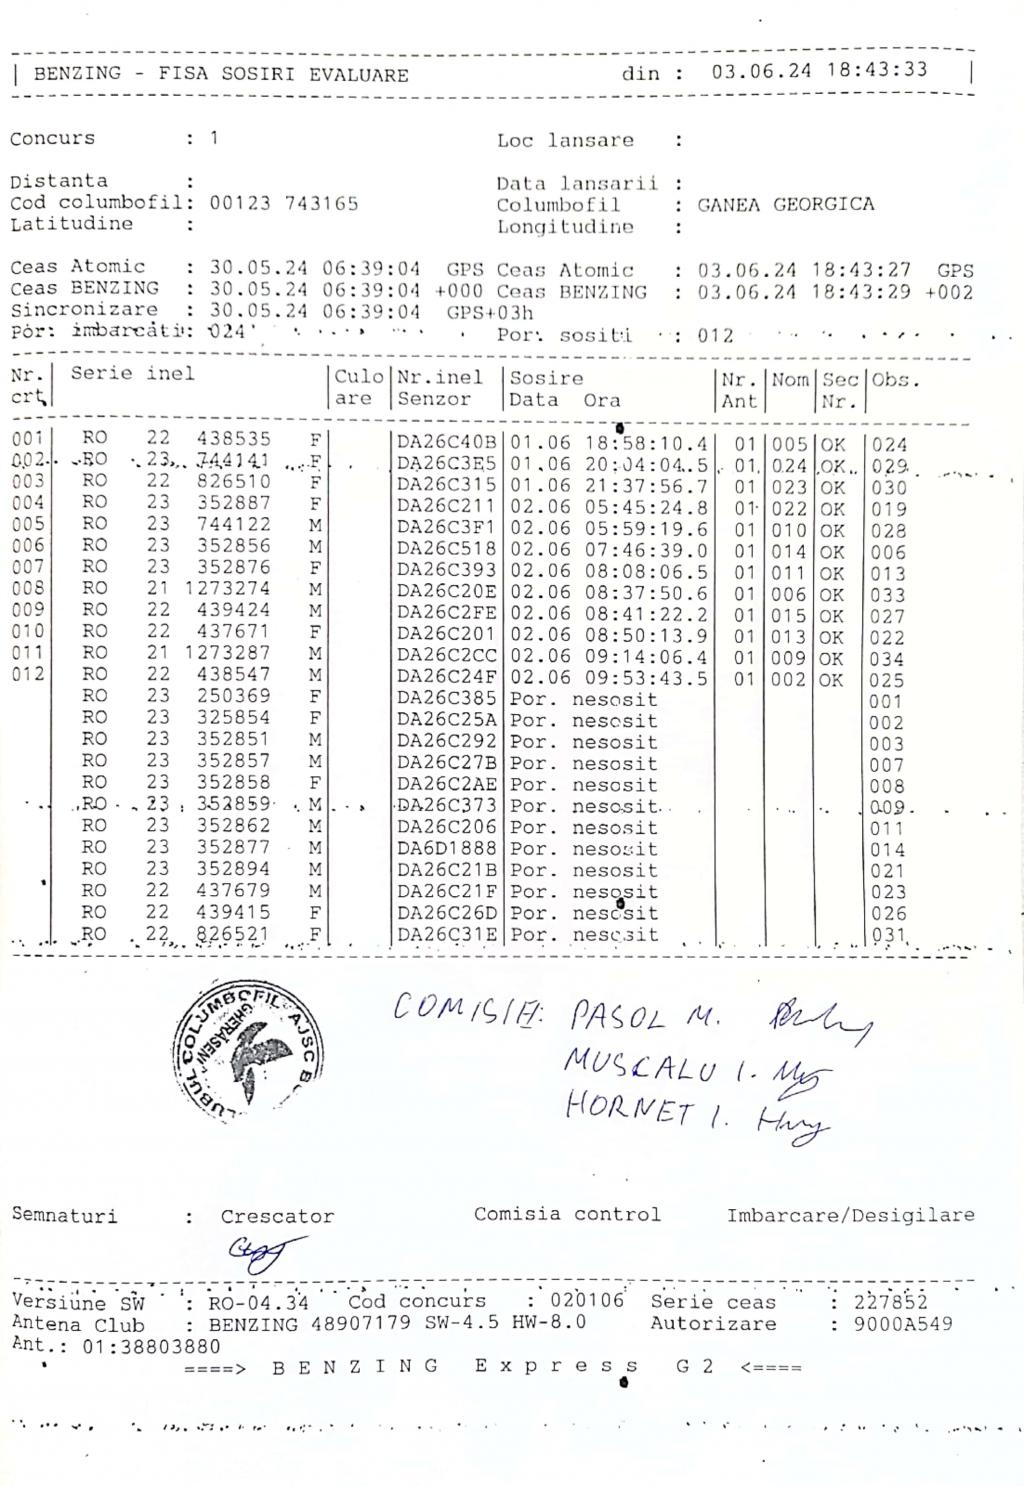 BENZING - FISA SOSIRI EVALUARE din : 03.06.24 18:43:33
Concurs : 1 Loc lansare :
Distanta : Data lansarii :
Cod columbofil: 00123 743165 Columbofil : GANEA GEORGICA
Latitudine : Longitudine :
Ceas Atomic : 30.05.24 06:39:04 GPS Ceas Atomic : 03.06.24 18:43:27 GPS
Ceas BENZING : 30.05.24 06:39:04 +000 Ceas BENZING : 03.06.24 18:43:29 +002
Sincronizare : 30.05.24 06:39:04 GPS+03h
Por. imbarcati: 024 Por. sositi : 012
Nr. Serie inel Culo Nr.inel Sosire Nr. Nom Sec Obs.
crt are Senzor Data Ora Ant Nr.
001 RO 22 438535 F DA26C40B 01.06 18:58:10.4 01 005 OK 024
002 RO 23 744141 F DA26C3E5 01.06 20:04:04.5 01 024 OK 029
003 RO 22 826510 F DA26C315 01.06 21:37:56.7 01 023 OK 030
004 RO 23 352887 F DA26C211 02.06 05:45:24.8 01 022 OK 019
005 RO 23 744122 M DA26C3F1 02.06 05:59:19.6 01 010 OK 028
006 RO 23 352856 M DA26C518 02.06 07:46:39.0 01 014 OK 006
007 RO 23 352876 F DA26C393 02.06 08:08:06.5 01 011 OK 013
008 RO 21 1273274 M DA26C20E 02.06 08:37:50.6 01 006 OK 033
009 RO 22 439424 M DA26C2FE 02.06 08:41:22.2 01 015 OK 027
010 RO 22 437671 F DA26C201 02.06 08:50:13.9 01 013 OK 022
011 RO 21 1273287 M DA26C2CC 02.06 09:14:06.4 01 009 OK 034
012 RO 22 438547 M DA26C24F 02.06 09:53:43.5 01 002 OK 025
RO 23 250369 F DA26C385 Por. nesosit 001
RO 23 325854 F DA26C25A Por. nesosit 002
RO 23 352851 M DA26C292 Por. nesosit 003
RO 23 352857 M DA26C27B Por. nesosit 007
RO 23 352858 F DA26C2AE Por. nesosit 008
RO 23 352859 M DA26C373 Por. nesosit 009
RO 23 352862 M DA26C206 Por. nesosit 011
RO 23 352877 M DA6D1888 Por. nesosit 014
RO 23 352894 M DA26C21B Por. nesosit 021
RO 22 437679 M DA26C21F Por. nesosit 023
RO 22 439415 F DA26C26D Por. nesosit 026
RO 22 826521 F DA26C31E Por. nesosit 031
COLUMBOFIL AJSC
GHERASENI
COMISIA: PASOL M.
MUSCALU I.
HORNET I.
Semnaturi : Crescator Comisia control Imbarcare/Desigilare
Versiune SW : RO-04.34 Cod concurs : 020106 Serie ceas : 227852
Antena Club : BENZING 48907179 SW-4.5 HW-8.0 Autorizare : 9000A549
Ant.: 01:38803880
====> B E N Z I N G E x p r e s s G 2 <====